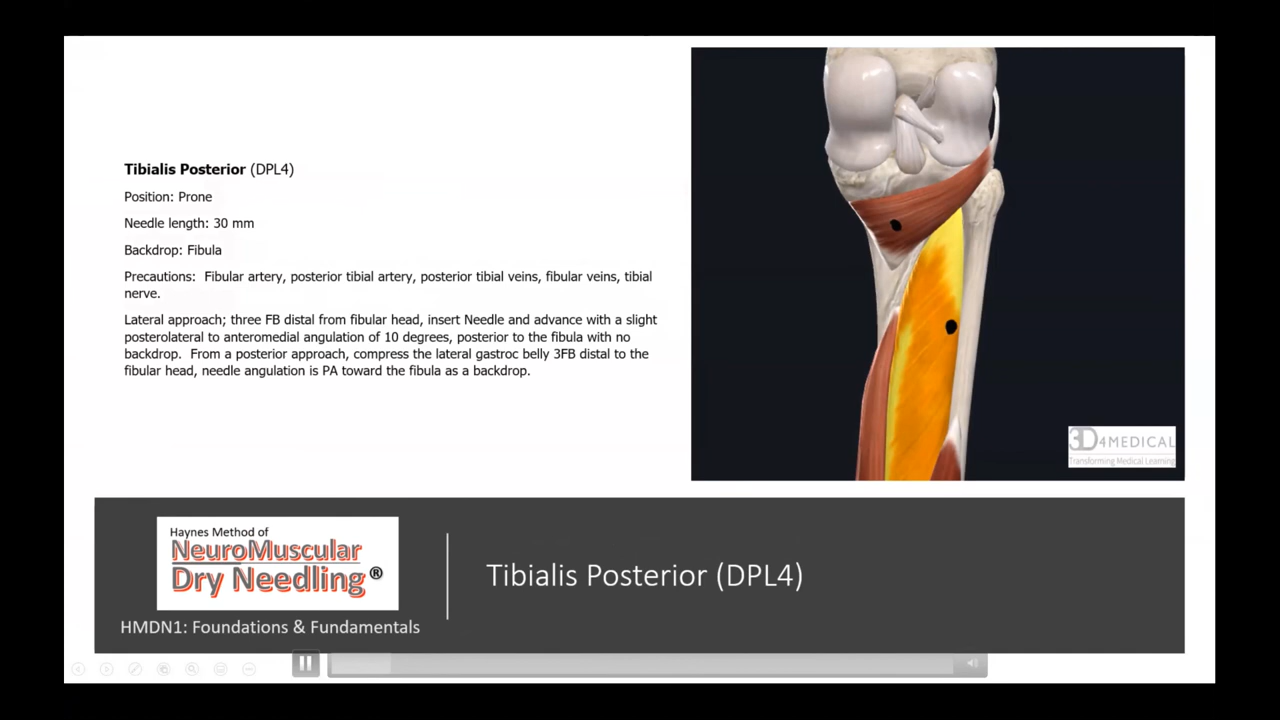 Tibialis Posterior (DPL4)
Position: Prone
Needle length: 30 mm
Backdrop: Fibula
Precautions:  Fibular artery, posterior tibial artery, posterior tibial veins, fibular veins, tibial
nerve.
Lateral approach; three FB distal from fibular head, insert Needle and advance with a slight
posterolateral to anteromedial angulation of 10 degrees, posterior to the fibula with no
backdrop.  From a posterior approach, compress the lateral gastroc belly 3FB distal to the
fibular head, needle angulation is PA toward the fibula as a backdrop.
3D4MEDICAL
Transforming Medical Learning
Haynes Method of
NeuroMuscular
Dry Needling®
HMDN1: Foundations & Fundamentals
Tibialis Posterior (DPL4)